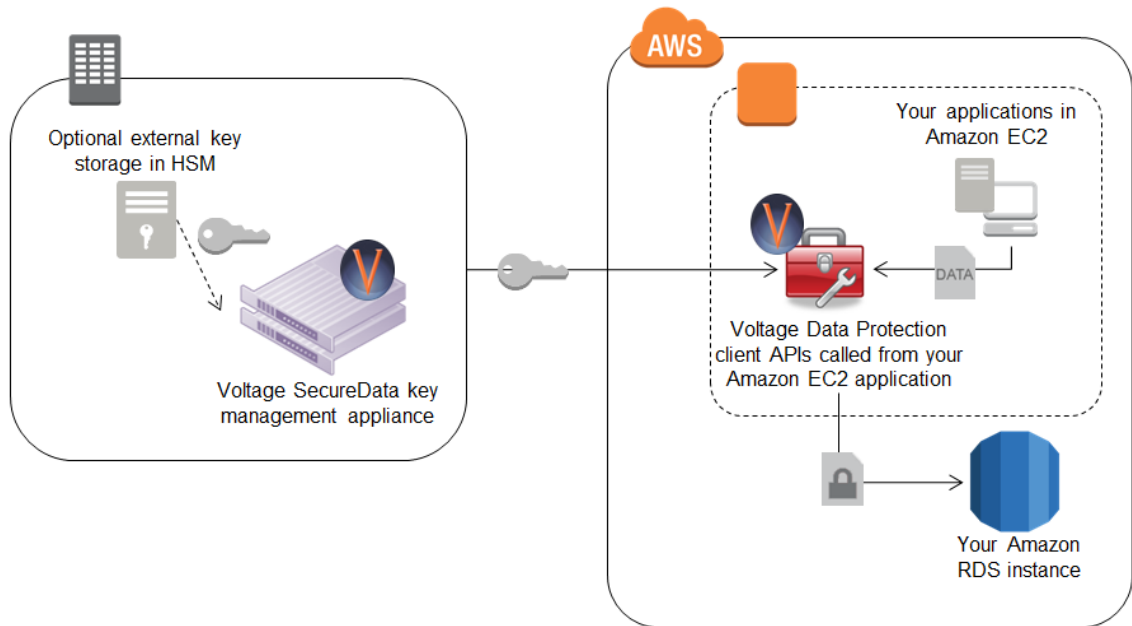 AWS
Optional external key
storage in HSM
V
Voltage SecureData key
management appliance
Your applications in
Amazon EC2
V
DATA
Voltage Data Protection
client APIs called from your
Amazon EC2 application
Your Amazon
RDS instance